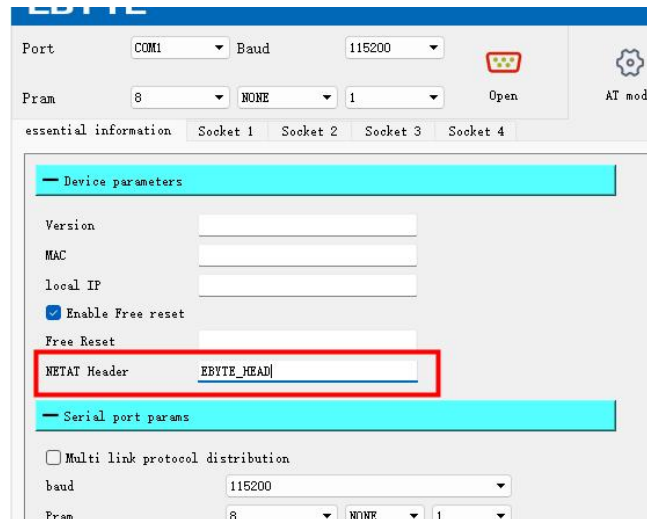 EBYTE
Port COM1 Baud 115200
Pram 8 NONE 1 Open AT mod
essential information Socket 1 Socket 2 Socket 3 Socket 4
Device parameters
Version
MAC
local IP
Enable Free reset
Free Reset
NETAT Header EBYTE_HEAD
Serial port params
Multi link protocol distribution
baud 115200
Pram 8 NONE 1